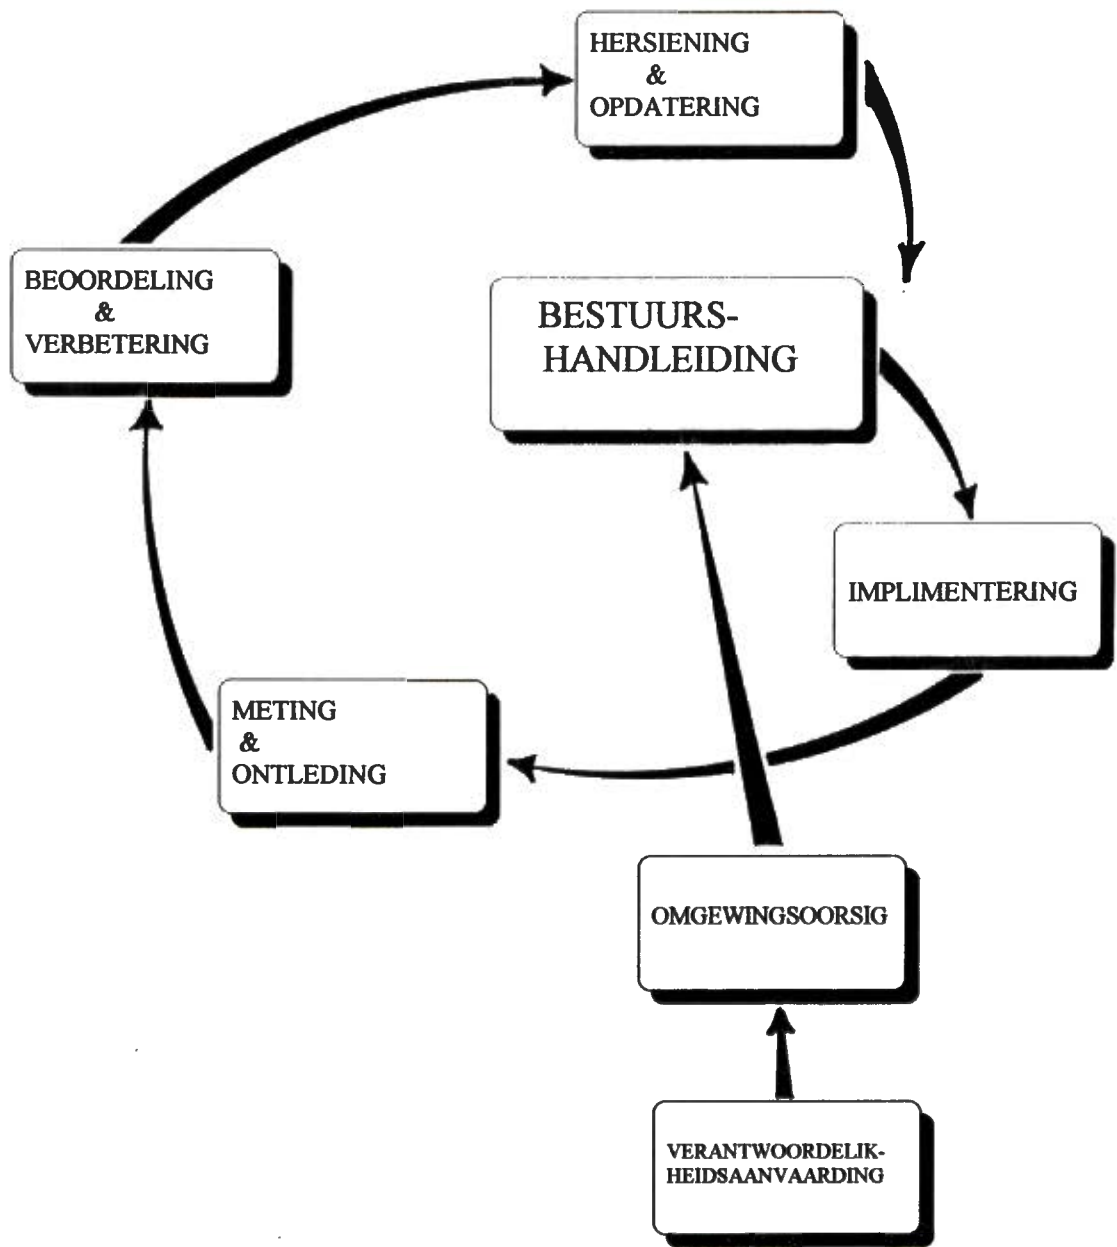 HERSIENING
&
OPDATERING
BEOORDELING
&
VERBETERING
BESTUURS-
HANDLEIDING
IMPLIMENTERING
METING
&
ONTLEDING
OMGEWINGSOORSIG
VERANTWOORDELIK-
HEIDSAANVAARDING